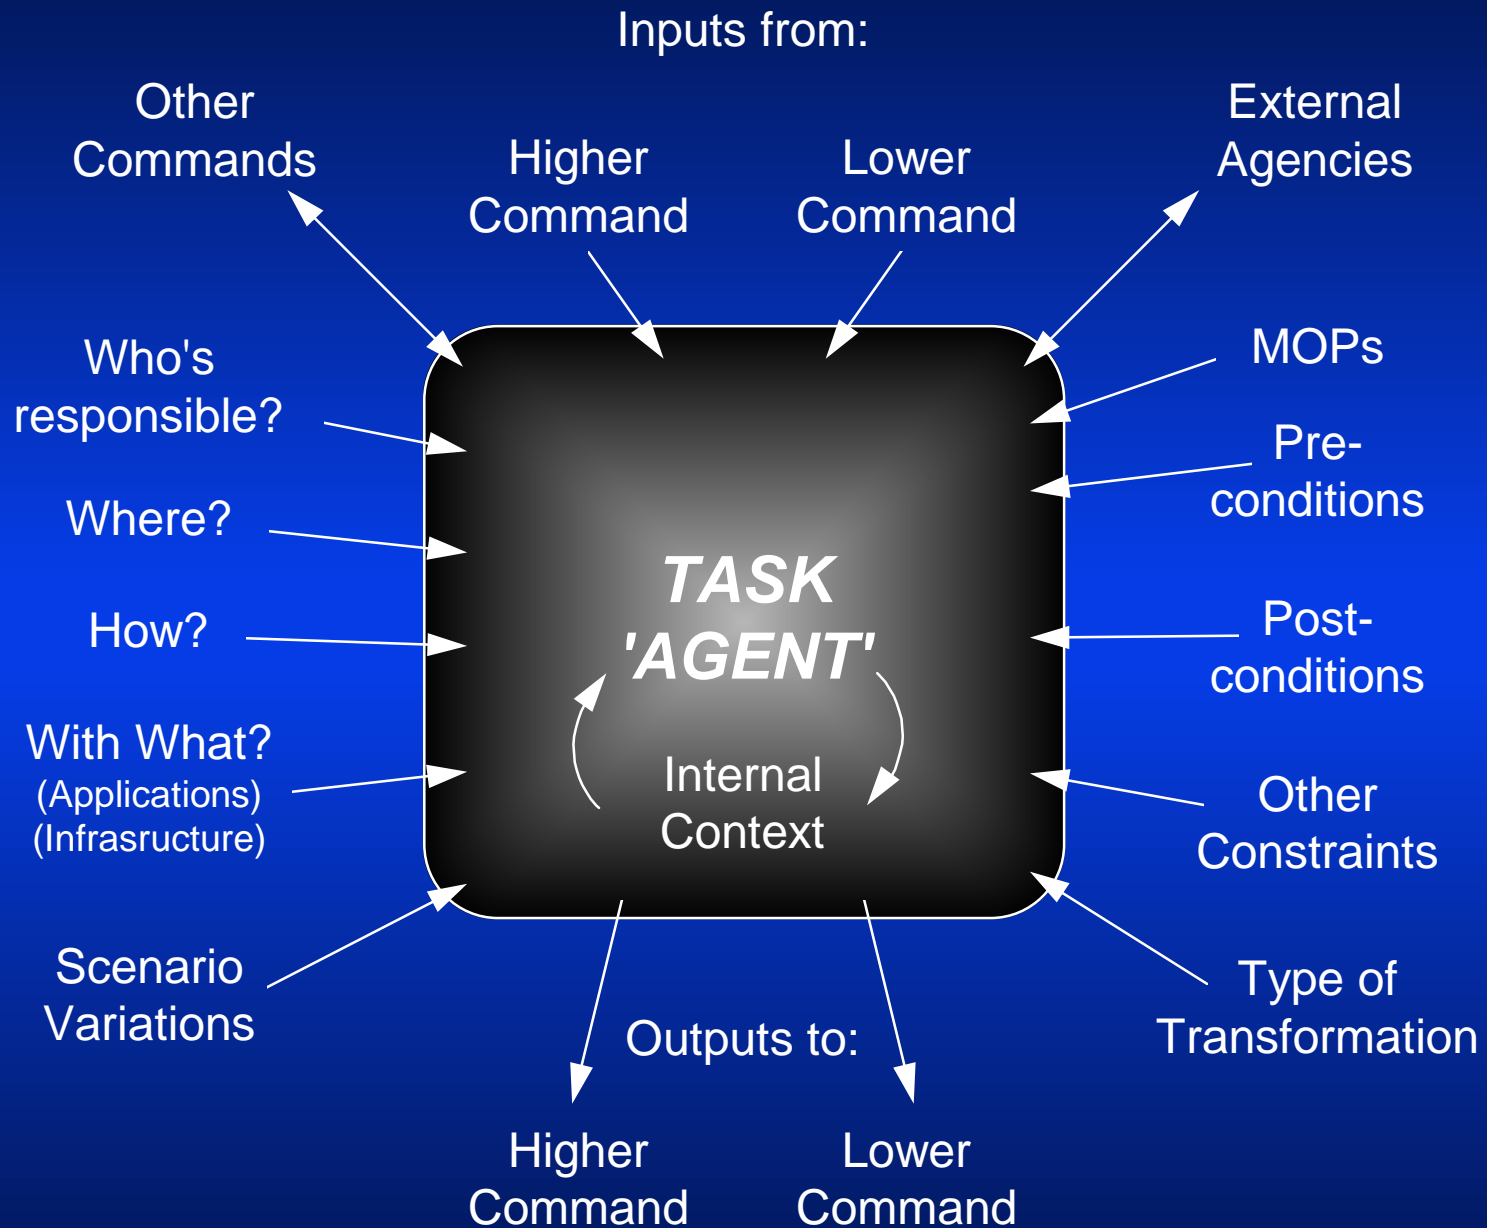 Inputs from:
Other
Commands
Higher
Command
Lower
Command
External
Agencies
Who's
responsible?
Where?
How?
With What?
(Applications)
(Infrasructure)
Scenario
Variations
TASK
'AGENT'
Internal
Context
MOPs
Pre-
conditions
Post-
conditions
Other
Constraints
Type of
Transformation
Outputs to:
Higher
Command
Lower
Command